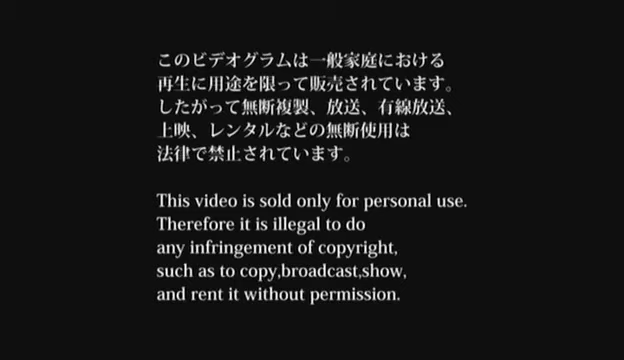 このビデオグラムは一般家庭における
再生に用途を限って販売されています。
したがって無断複製、放送、有線放送、
上映、レンタルなどの無断使用は
法律で禁止されています。
This video is sold only for personal use.
Therefore it is illegal to do
any infringement of copyright,
such as to copy,broadcast,show,
and rent it without permission.